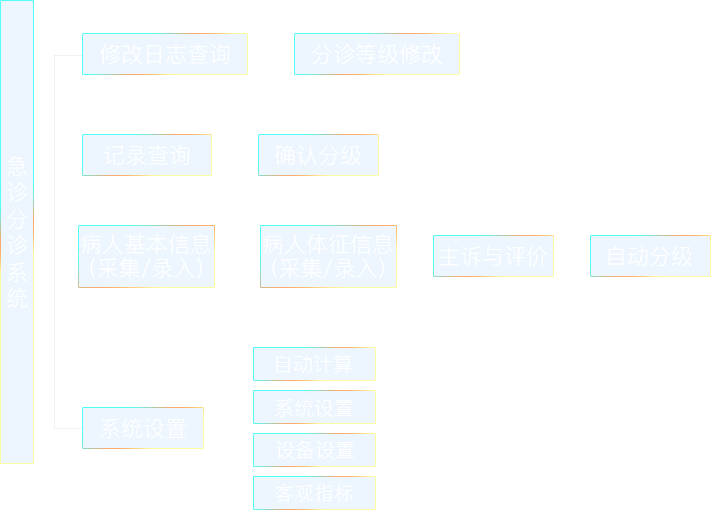 急诊分诊系统
修改日志查询
分诊等级修改
记录查询
确认分级
病人基本信息
(采集/录入)
病人体征信息
(采集/录入)
主诉与评价
自动分级
系统设置
自动计算
系统设置
设备设置
客观指标